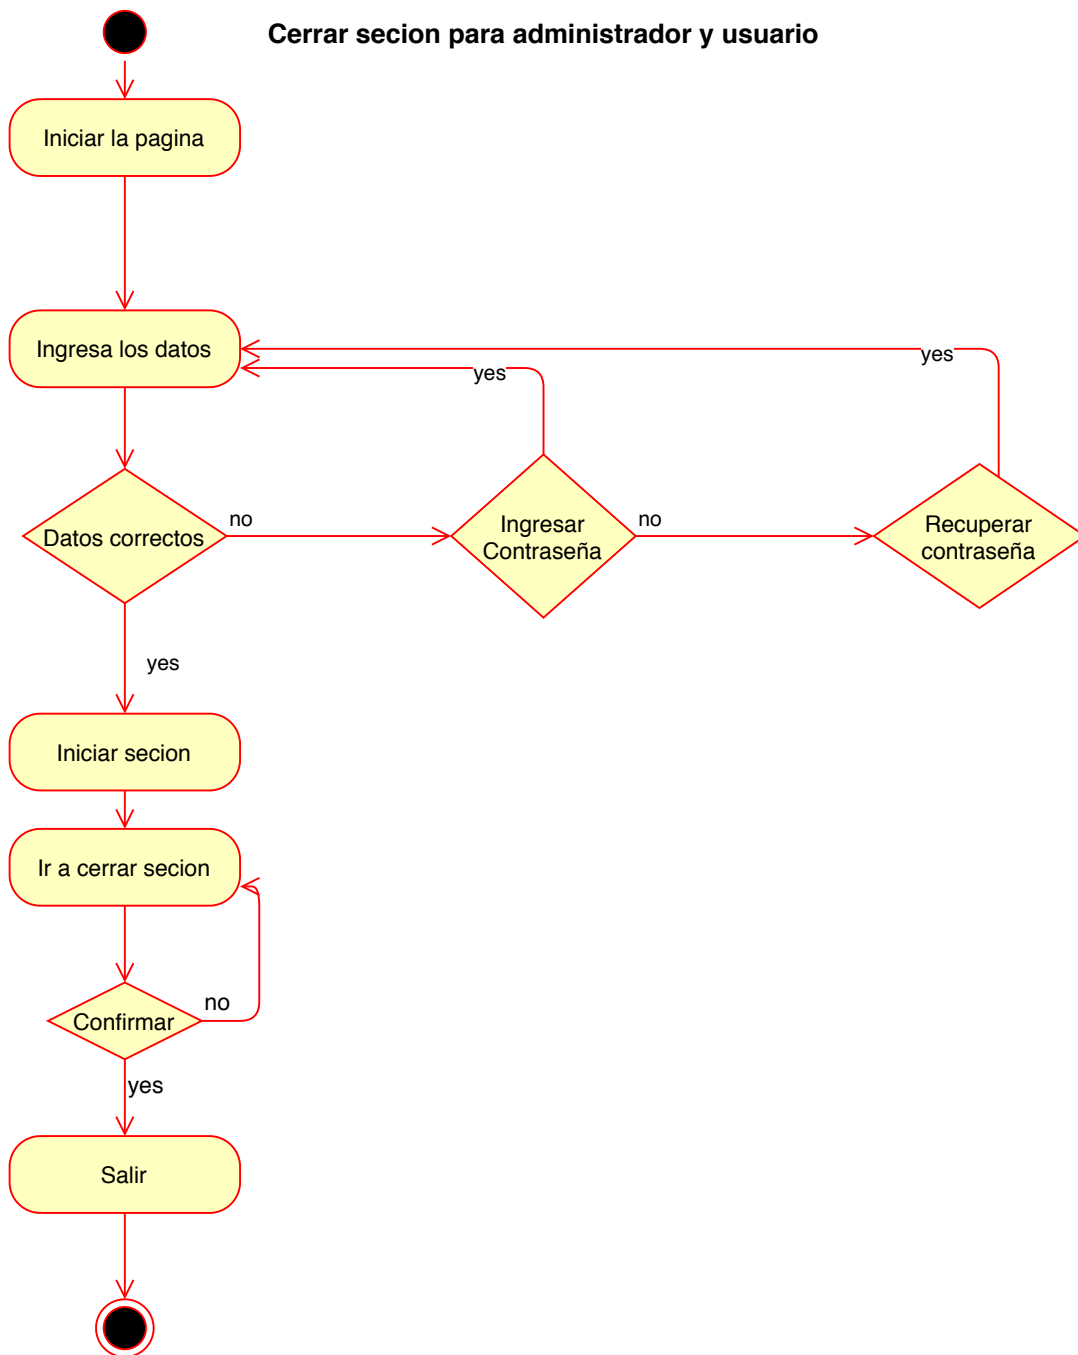 Cerrar secion para administrador y usuario
Iniciar la pagina
Ingresa los datos
yes
yes
Datos correctos
no
Ingresar
Contraseña
no
Recuperar
contraseña
yes
Iniciar secion
Ir a cerrar secion
Confirmar
no
yes
Salir